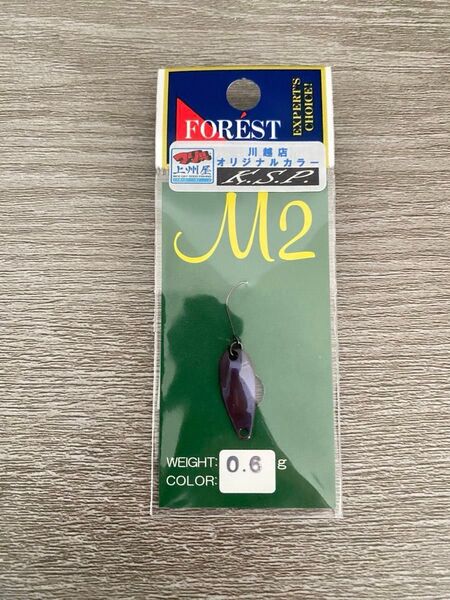 FORÉST
EXPERT'S
CHOICE!
川越店
オリジナルカラー
上州屋
K.S.P.
M2
WEIGHT: 0.6 g
COLOR: